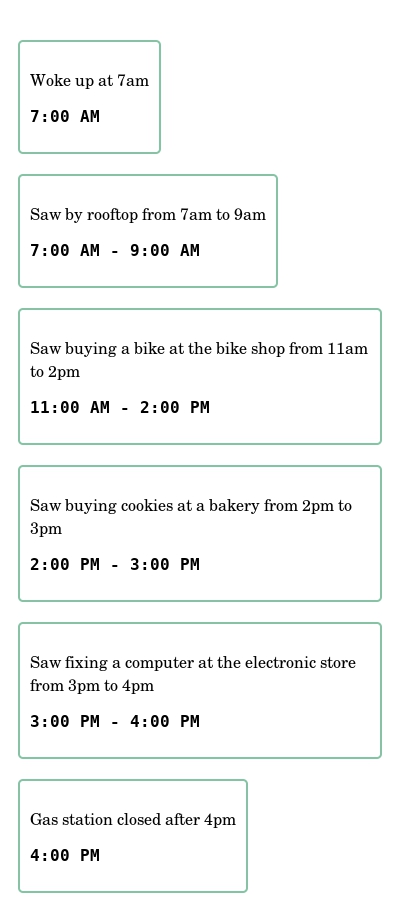 Woke up at 7am
7:00 AM
Saw by rooftop from 7am to 9am
7:00 AM - 9:00 AM
Saw buying a bike at the bike shop from 11am
to 2pm
11:00 AM - 2:00 PM
Saw buying cookies at a bakery from 2pm to
3pm
2:00 PM - 3:00 PM
Saw fixing a computer at the electronic store
from 3pm to 4pm
3:00 PM - 4:00 PM
Gas station closed after 4pm
4:00 PM